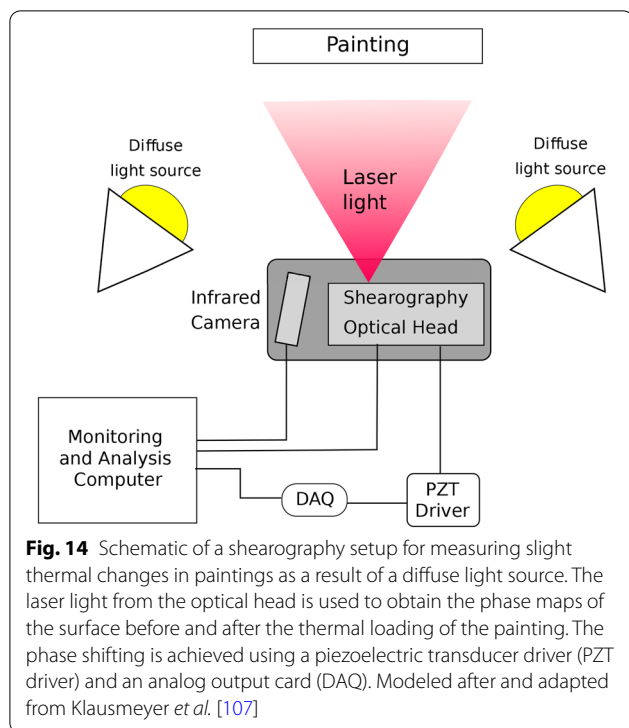 Painting
Diffuse
light source
Diffuse
light source
Laser
light
Infrared
Camera
Shearography
Optical Head
Monitoring
and Analysis
Computer
DAQ
PZT
Driver
Fig. 14 Schematic of a shearography setup for measuring slight
thermal changes in paintings as a result of a diffuse light source. The
laser light from the optical head is used to obtain the phase maps of
the surface before and after the thermal loading of the painting. The
phase shifting is achieved using a piezoelectric transducer driver (PZT
driver) and an analog output card (DAQ). Modeled after and adapted
from Klausmeyer et al. [107]